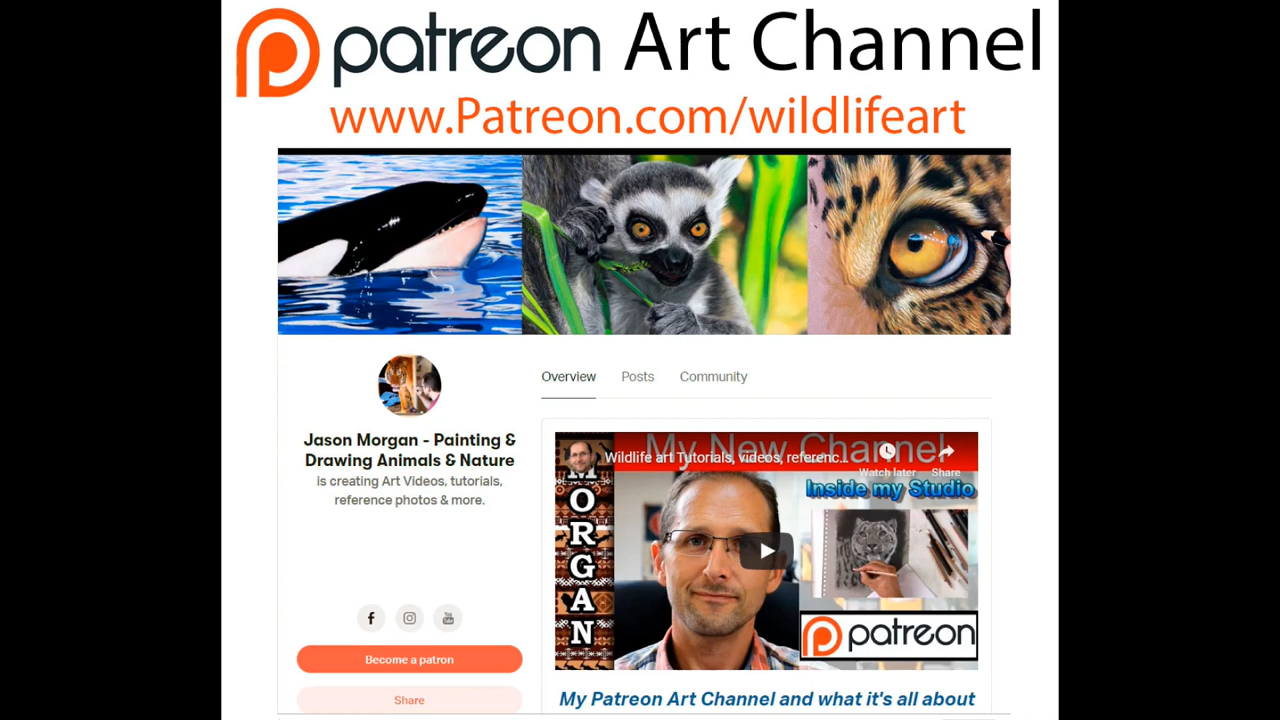 patreon Art Channel
www.Patreon.com/wildlifeart
Overview Posts Community
Jason Morgan - Painting &
Drawing Animals & Nature
is creating Art Videos, tutorials,
reference photos & more.
Become a patron
Share
My New Channel
Wildlife art Tutorials, videos, referenc...
Watch later Share
MORGAN
Inside my Studio
patreon
My Patreon Art Channel and what it's all about